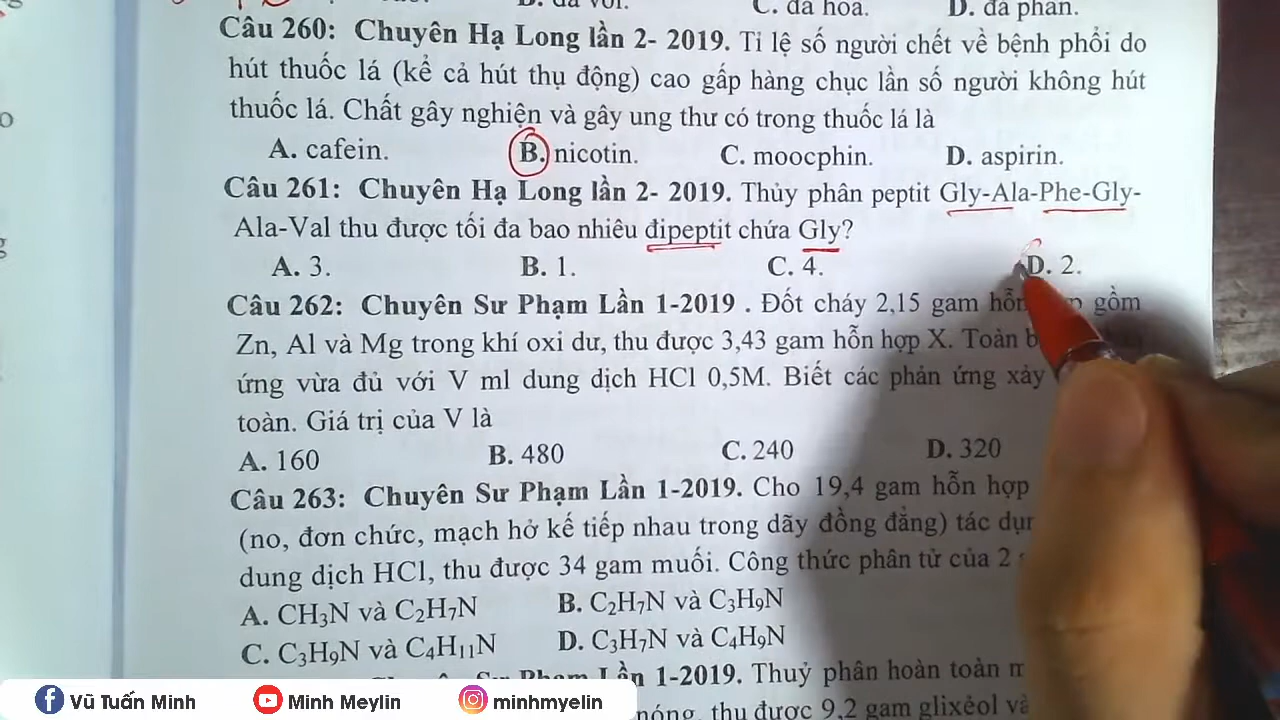 C. đá hoa. D. đá phấn.
Câu 260: Chuyên Hạ Long lần 2- 2019. Tỉ lệ số người chết về bệnh phổi do
hút thuốc lá (kể cả hút thụ động) cao gấp hàng chục lần số người không hút
thuốc lá. Chất gây nghiện và gây ung thư có trong thuốc lá là
A. cafein. B. nicotin. C. moocphin. D. aspirin.
Câu 261: Chuyên Hạ Long lần 2- 2019. Thủy phân peptit Gly-Ala-Phe-Gly-
Ala-Val thu được tối đa bao nhiêu đipeptit chứa Gly?
A. 3. B. 1. C. 4. D. 2.
Câu 262: Chuyên Sư Phạm Lần 1-2019 . Đốt cháy 2,15 gam gồm
Zn, Al và Mg trong khí oxi dư, thu được 3,43 gam hỗn hợp X. Toàn
ứng vừa đủ với V ml dung dịch HCl 0,5M. Biết các phản ứng xảy
toàn. Giá trị của V là
A. 160 B. 480 C. 240 D. 320
Câu 263: Chuyên Sư Phạm Lần 1-2019. Cho 19,4 gam hỗn hợp
(no, đơn chức, mạch hở kế tiếp nhau trong dãy đồng đẳng) tác
dung dịch HCl, thu được 34 gam muối. Công thức phân tử của 2
A. CH₃N và C₂H₇N B. C₂H₇N và C₃H₉N
C. C₃H₉N và C₄H₁₁N D. C₃H₇N và C₄H₉N
Lần 1-2019. Thuỷ phân hoàn toàn
nóng, thu được 9,2 gam glixêol và
Vũ Tuấn Minh Minh Meylin minhmyelin